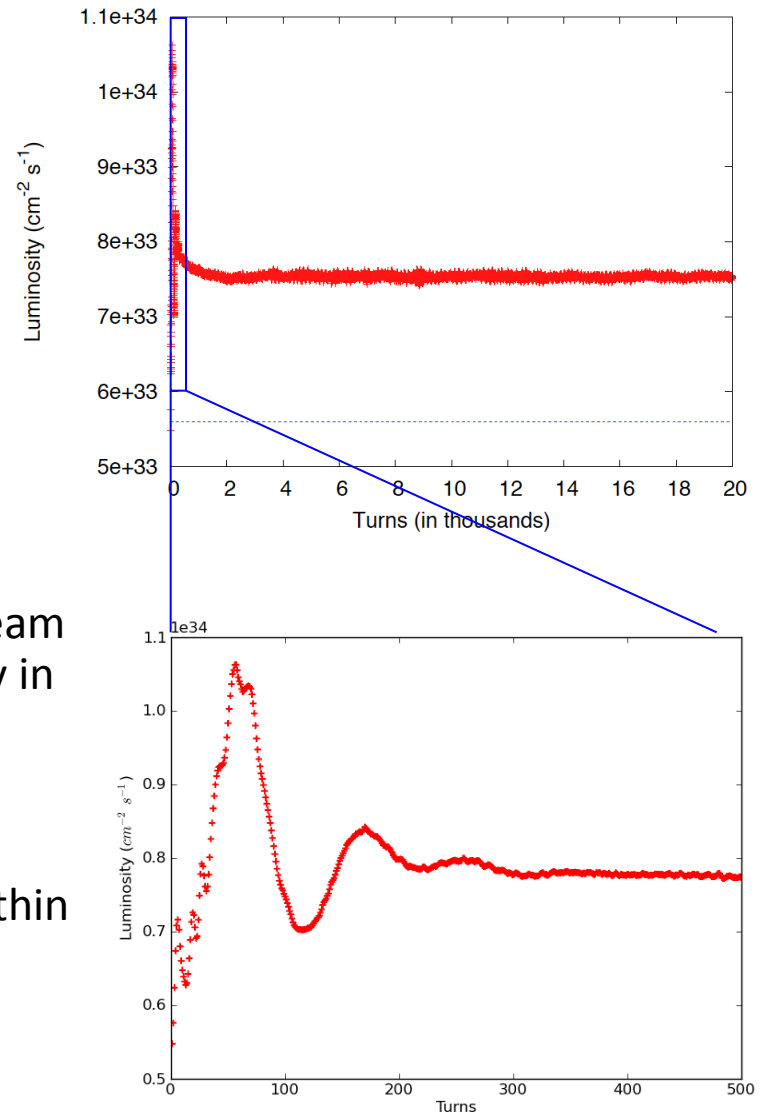 1.1e+34
1e+34
9e+33
8e+33
7e+33
6e+33
5e+33
Luminosity (cm-2 s-1)
0 2 4 6 8 10 12 14 16 18 20
Turns (in thousands)
eam
y in
thin
1e34
1.1
1.0
0.9
0.8
0.7
0.6
0.5
Luminosity (cm−2 s−1)
0 100 200 300 400 500
Turns